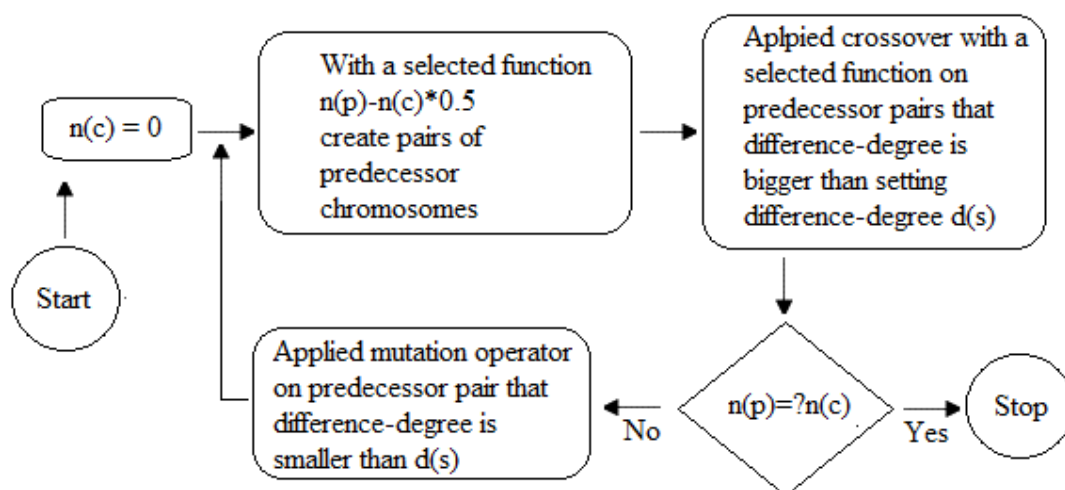 Start
n(c) = 0
With a selected function
n(p)-n(c)*0.5
create pairs of
predecessor
chromosomes
Aplpied crossover with a
selected function on
predecessor pairs that
difference-degree is
bigger than setting
difference-degree d(s)
n(p)=?n(c)
Yes
Stop
No
Applied mutation operator
on predecessor pair that
difference-degree is
smaller than d(s)